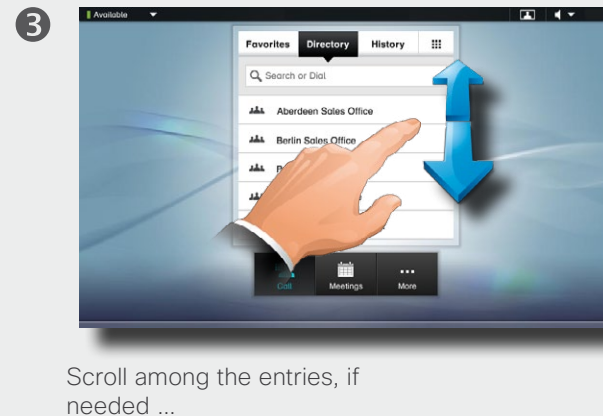 3
Available
Favorites Directory History
Search or Dial
Aberdeen Sales Office
Berlin Sales Office
Call Meetings More
Scroll among the entries, if
needed ...